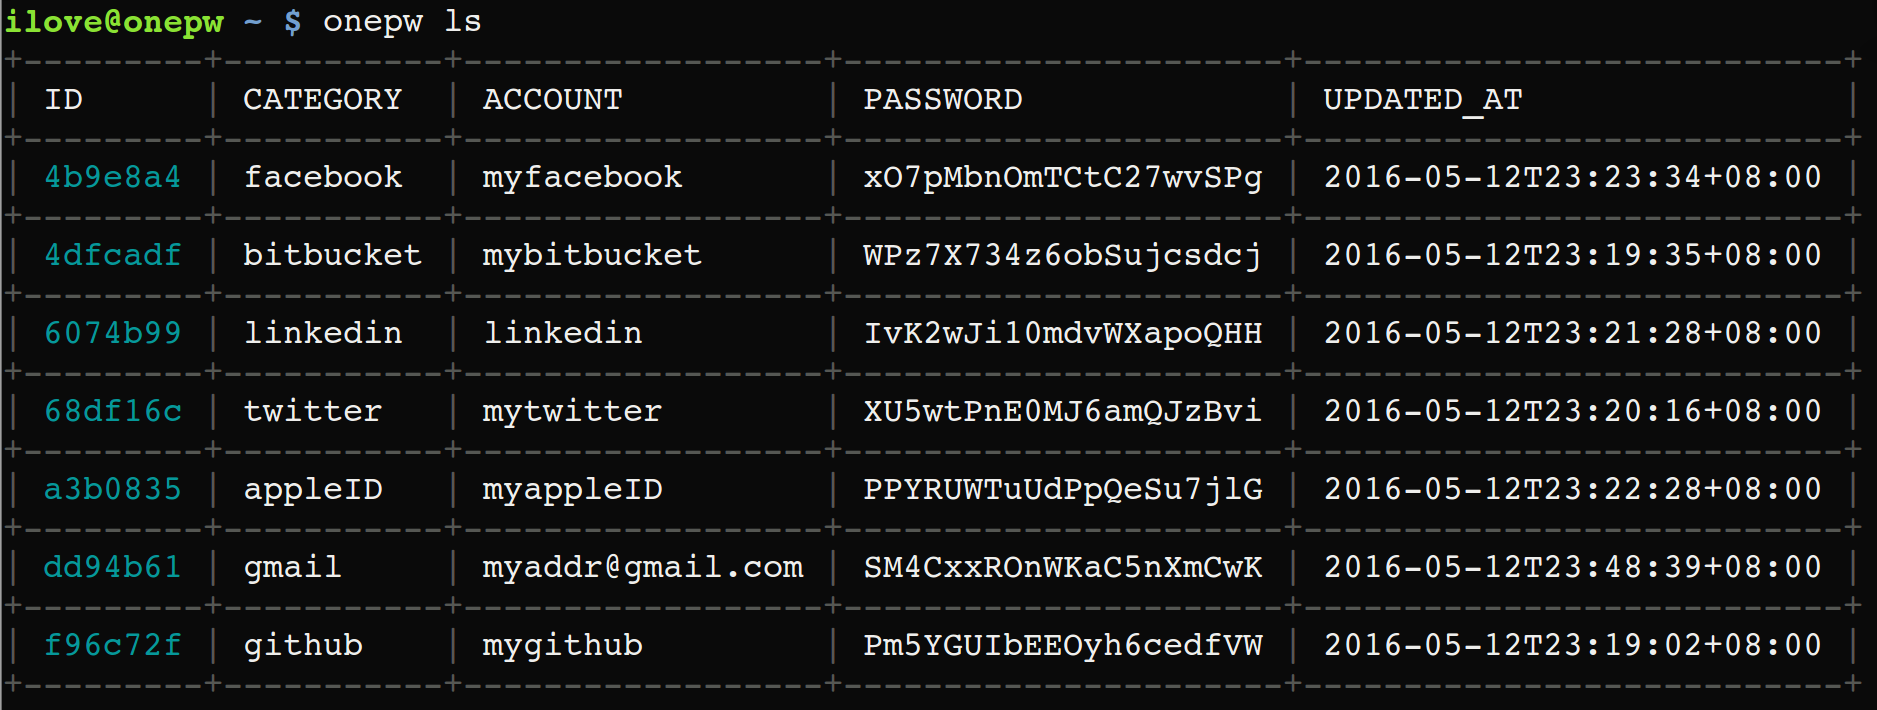 ilove@onepw ~ $ onepw ls
+---------+-----------+------------------+----------------------+---------------------------+
| ID      | CATEGORY  | ACCOUNT          | PASSWORD             | UPDATED_AT                |
+---------+-----------+------------------+----------------------+---------------------------+
| 4b9e8a4 | facebook  | myfacebook       | xO7pMbnOmTCtC27wvSPg | 2016-05-12T23:23:34+08:00 |
+---------+-----------+------------------+----------------------+---------------------------+
| 4dfcadf | bitbucket | mybitbucket      | WPz7X734z6obSujcsdcj | 2016-05-12T23:19:35+08:00 |
+---------+-----------+------------------+----------------------+---------------------------+
| 6074b99 | linkedin  | linkedin         | IvK2wJi10mdvWXapoQHH | 2016-05-12T23:21:28+08:00 |
+---------+-----------+------------------+----------------------+---------------------------+
| 68df16c | twitter   | mytwitter        | XU5wtPnE0MJ6amQJzBvi | 2016-05-12T23:20:16+08:00 |
+---------+-----------+------------------+----------------------+---------------------------+
| a3b0835 | appleID   | myappleID        | PPYRUWTuUdPpQeSu7jlG | 2016-05-12T23:22:28+08:00 |
+---------+-----------+------------------+----------------------+---------------------------+
| dd94b61 | gmail     | myaddr@gmail.com | SM4CxxROnWKaC5nXmCwK | 2016-05-12T23:48:39+08:00 |
+---------+-----------+------------------+----------------------+---------------------------+
| f96c72f | github    | mygithub         | Pm5YGUIbEEOyh6cedfVW | 2016-05-12T23:19:02+08:00 |
+---------+-----------+------------------+----------------------+---------------------------+